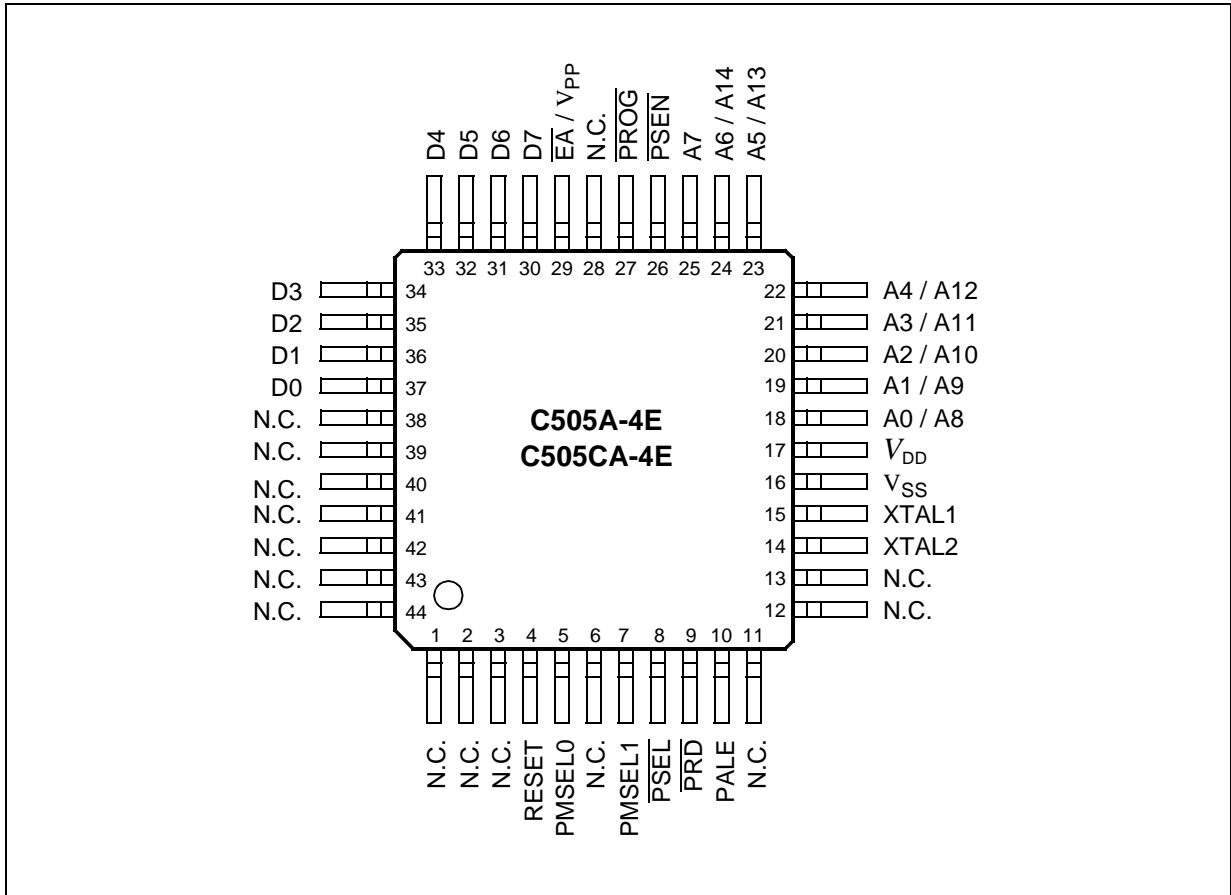 D4
D5
D6
D7
EA / VPP
N.C.
PROG
PSEN
A7
A6 / A14
A5 / A13
33 32 31 30 29 28 27 26 25 24 23
D3 34
D2 35
D1 36
D0 37
N.C. 38
N.C. 39
N.C. 40
N.C. 41
N.C. 42
N.C. 43
N.C. 44
C505A-4E
C505CA-4E
22 A4 / A12
21 A3 / A11
20 A2 / A10
19 A1 / A9
18 A0 / A8
17 VDD
16 VSS
15 XTAL1
14 XTAL2
13 N.C.
12 N.C.
1 2 3 4 5 6 7 8 9 10 11
N.C.
N.C.
N.C.
RESET
PMSEL0
N.C.
PMSEL1
PSEL
PRD
PALE
N.C.